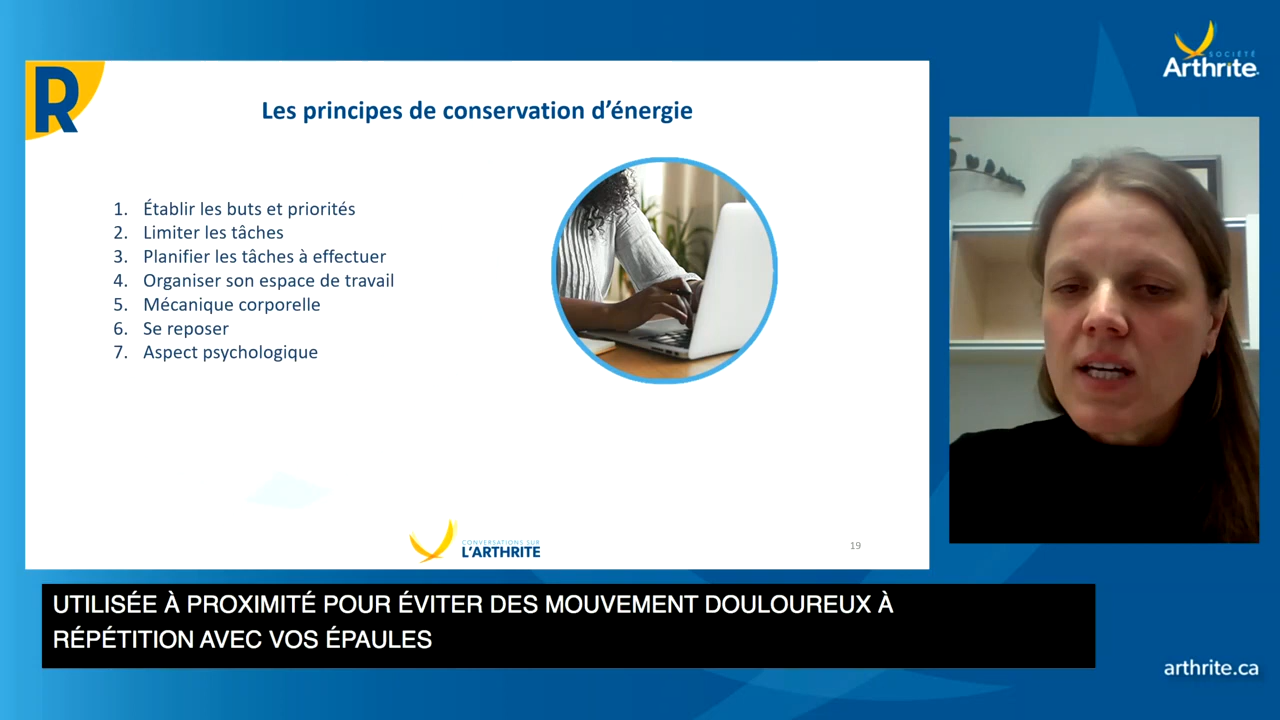 SOCIÉTÉ
Arthrite
R
Les principes de conservation d’énergie
1. Établir les buts et priorités
2. Limiter les tâches
3. Planifier les tâches à effectuer
4. Organiser son espace de travail
5. Mécanique corporelle
6. Se reposer
7. Aspect psychologique
CONVERSATIONS SUR
L’ARTHRITE
19
UTILISÉE À PROXIMITÉ POUR ÉVITER DES MOUVEMENT DOULOUREUX À
RÉPÉTITION AVEC VOS ÉPAULES
arthrite.ca